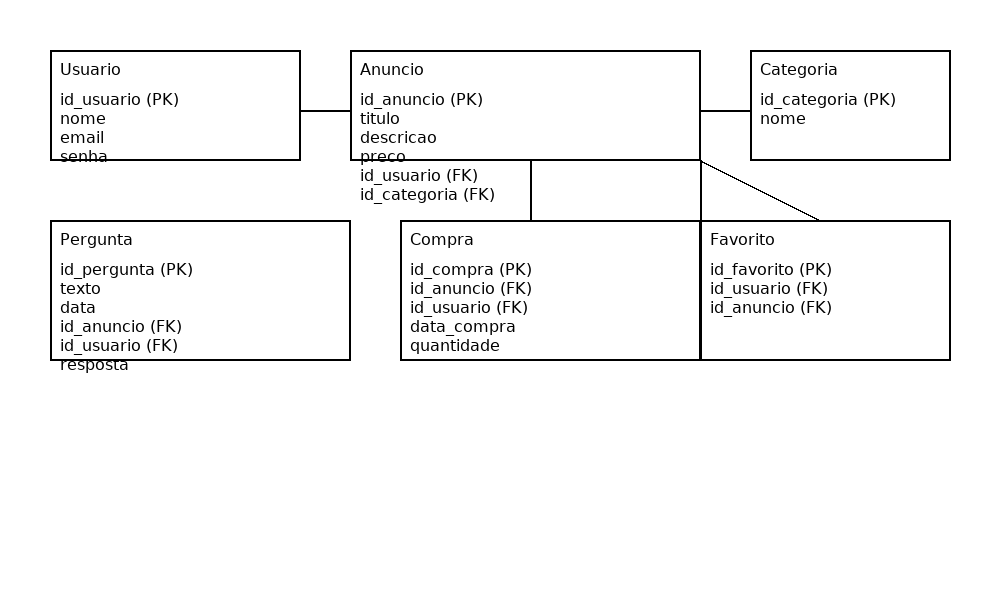 Usuario
id_usuario (PK)
nome
email
senha
Anuncio
id_anuncio (PK)
titulo
descricao
preco
id_usuario (FK)
id_categoria (FK)
Categoria
id_categoria (PK)
nome
Pergunta
id_pergunta (PK)
texto
data
id_anuncio (FK)
id_usuario (FK)
resposta
Compra
id_compra (PK)
id_anuncio (FK)
id_usuario (FK)
data_compra
quantidade
Favorito
id_favorito (PK)
id_usuario (FK)
id_anuncio (FK)